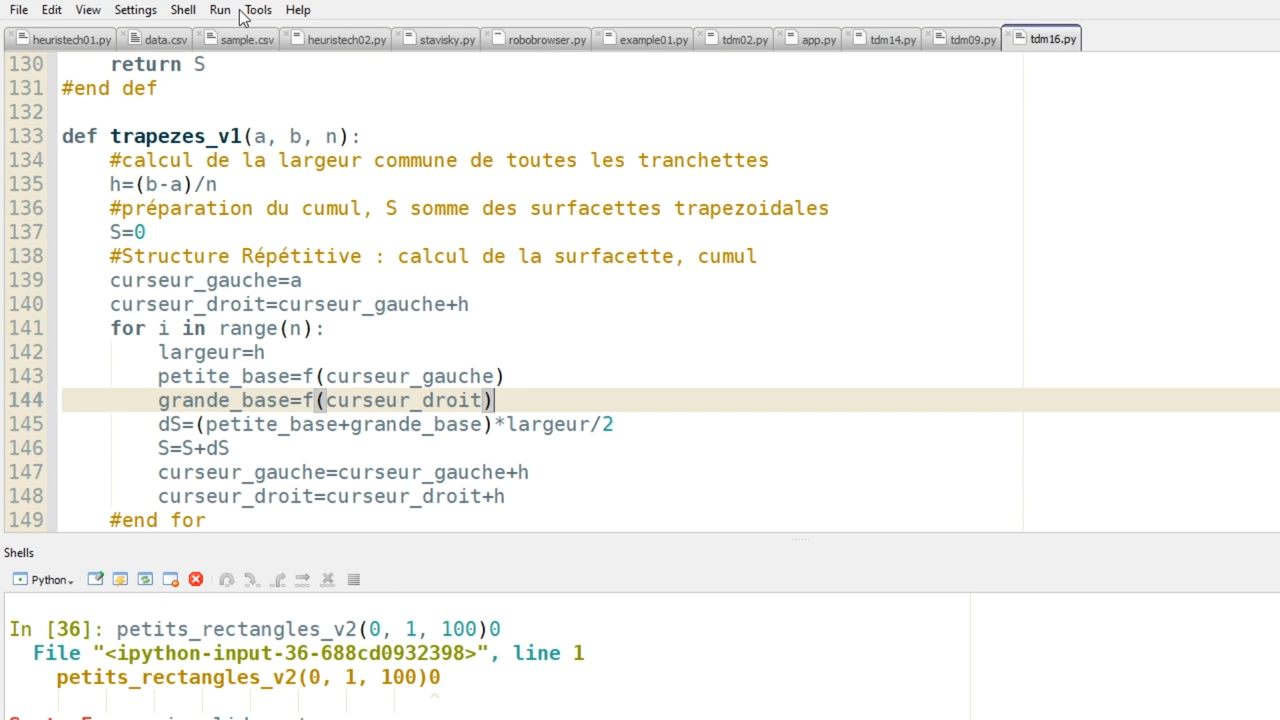 File Edit View Settings Shell Run Tools Help
heuristech01.py data.csv sample.csv heuristech02.py stavisky.py robobrowser.py example01.py tdm02.py app.py tdm14.py tdm09.py tdm16.py
130 return S
131 #end def
132
133 def trapezes_v1(a, b, n):
134 #calcul de la largeur commune de toutes les tranchettes
135 h=(b-a)/n
136 #préparation du cumul, S somme des surfacettes trapezoidales
137 S=0
138 #Structure Répétitive : calcul de la surfacette, cumul
139 curseur_gauche=a
140 curseur_droit=curseur_gauche+h
141 for i in range(n):
142 largeur=h
143 petite_base=f(curseur_gauche)
144 grande_base=f(curseur_droit)
145 dS=(petite_base+grande_base)*largeur/2
146 S=S+dS
147 curseur_gauche=curseur_gauche+h
148 curseur_droit=curseur_droit+h
149 #end for
Shells
Python
In [36]: petits_rectangles_v2(0, 1, 100)0
File "<ipython-input-36-688cd0932398>", line 1
petits_rectangles_v2(0, 1, 100)0
^